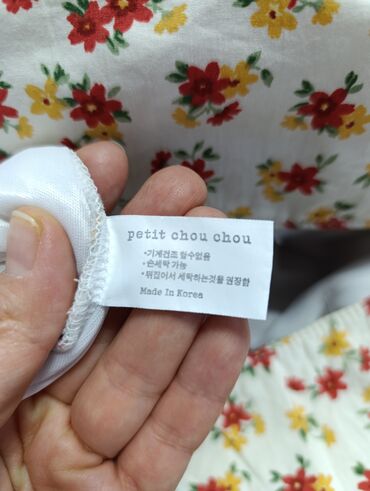 petit chou chou
•기계건조 할수없음
•손세탁 가능
•뒤집어서 세탁하는것을 권장함
Made In Korea